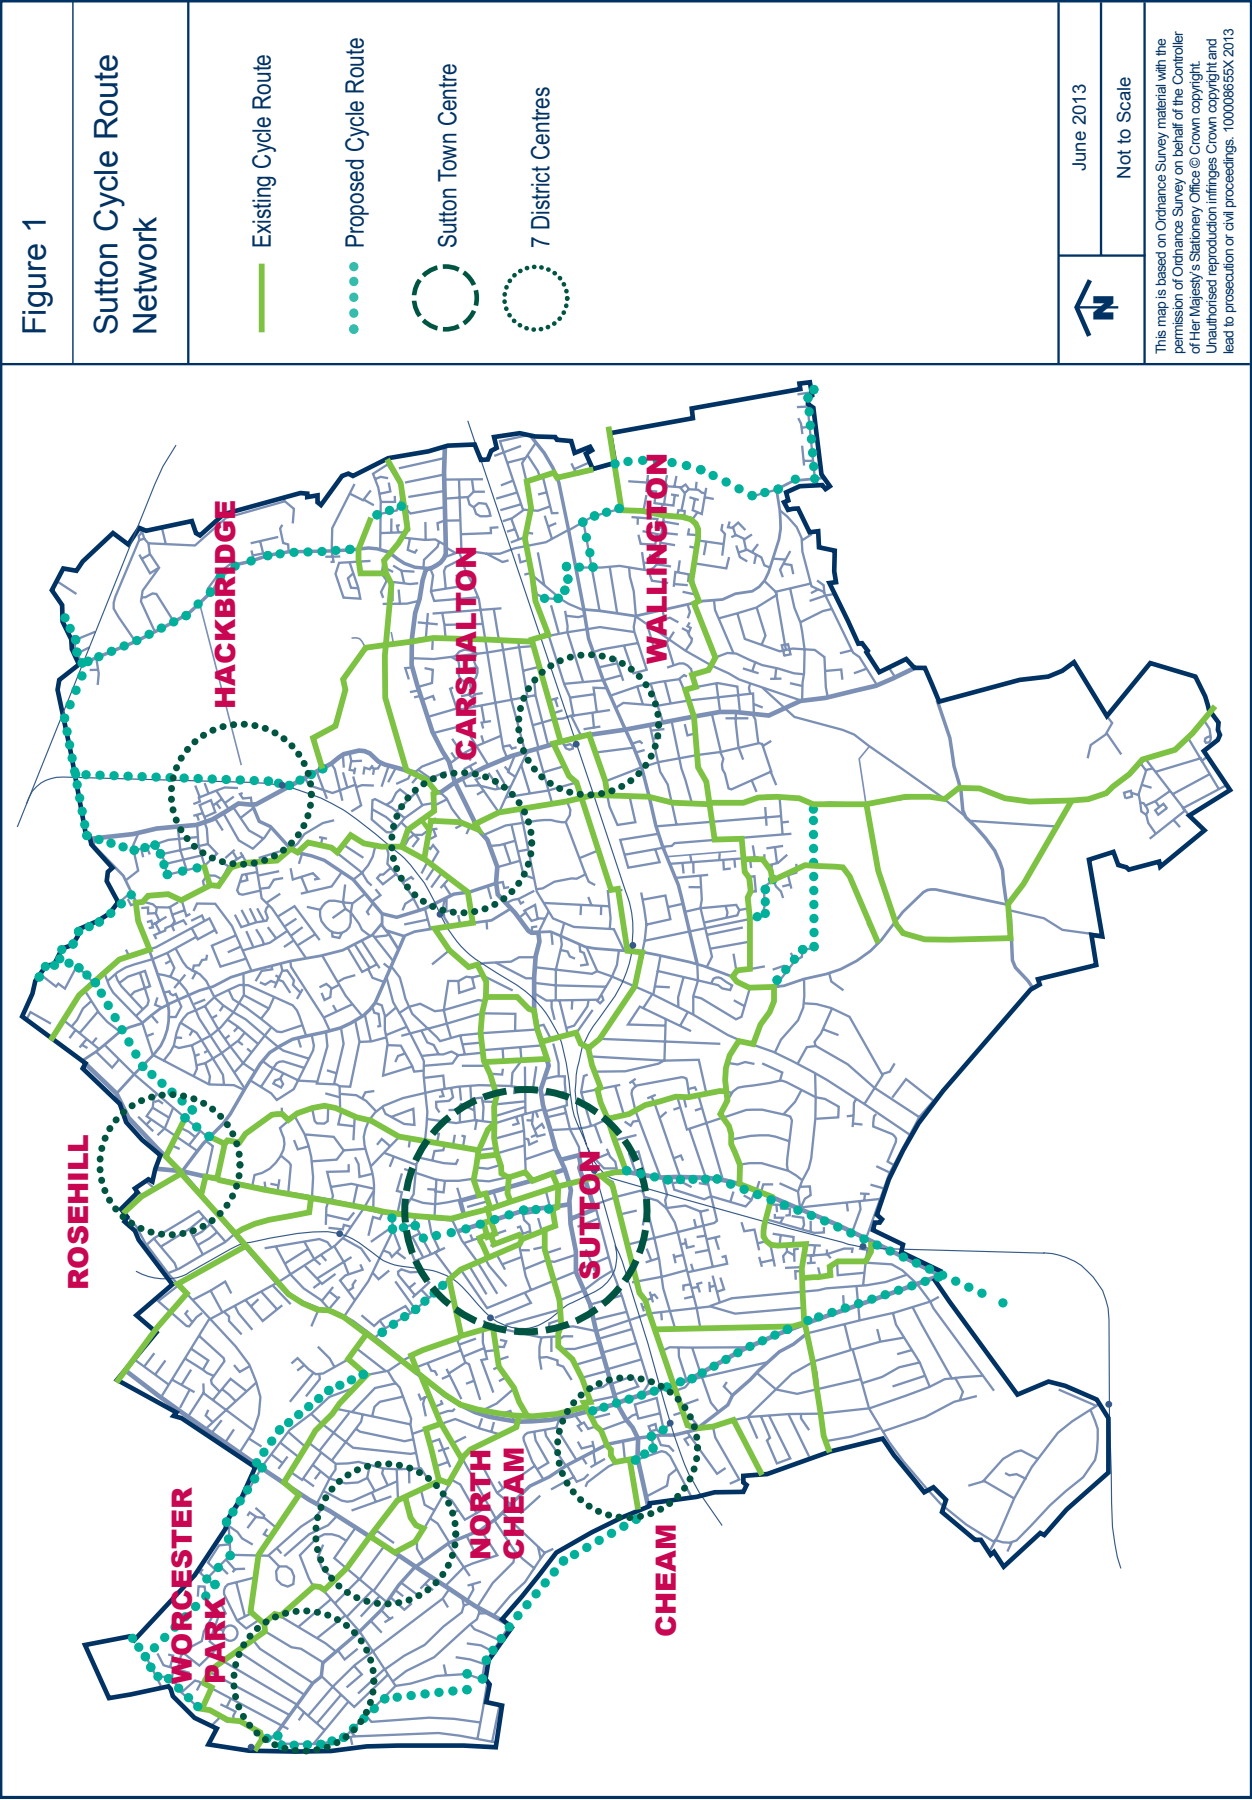 Figure 1
Sutton Cycle Route
Network
Existing Cycle Route
Proposed Cycle Route
Sutton Town Centre
7 District Centres
N
June 2013
Not to Scale
This map is based on Ordnance Survey material with the
permission of Ordnance Survey on behalf of the Controller
of Her Majesty's Stationery Office © Crown copyright.
Unauthorised reproduction infringes Crown copyright and
lead to prosecution or civil proceedings. 100008655X 2013
WORCESTER
PARK
ROSEHILL
HACKBRIDGE
NORTH
CHEAM
CARSHALTON
SUTTON
CHEAM
WALLINGTON